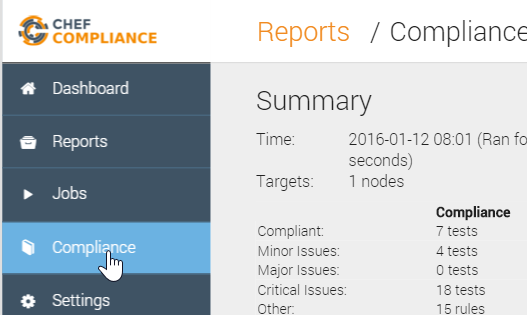 CHEF
COMPLIANCE
Reports / Compliance
Dashboard
Reports
Jobs
Compliance
Settings
Summary
Time: 2016-01-12 08:01 (Ran fo
seconds)
Targets: 1 nodes
Compliance
Compliant: 7 tests
Minor Issues: 4 tests
Major Issues: 0 tests
Critical Issues: 18 tests
Other: 15 rules